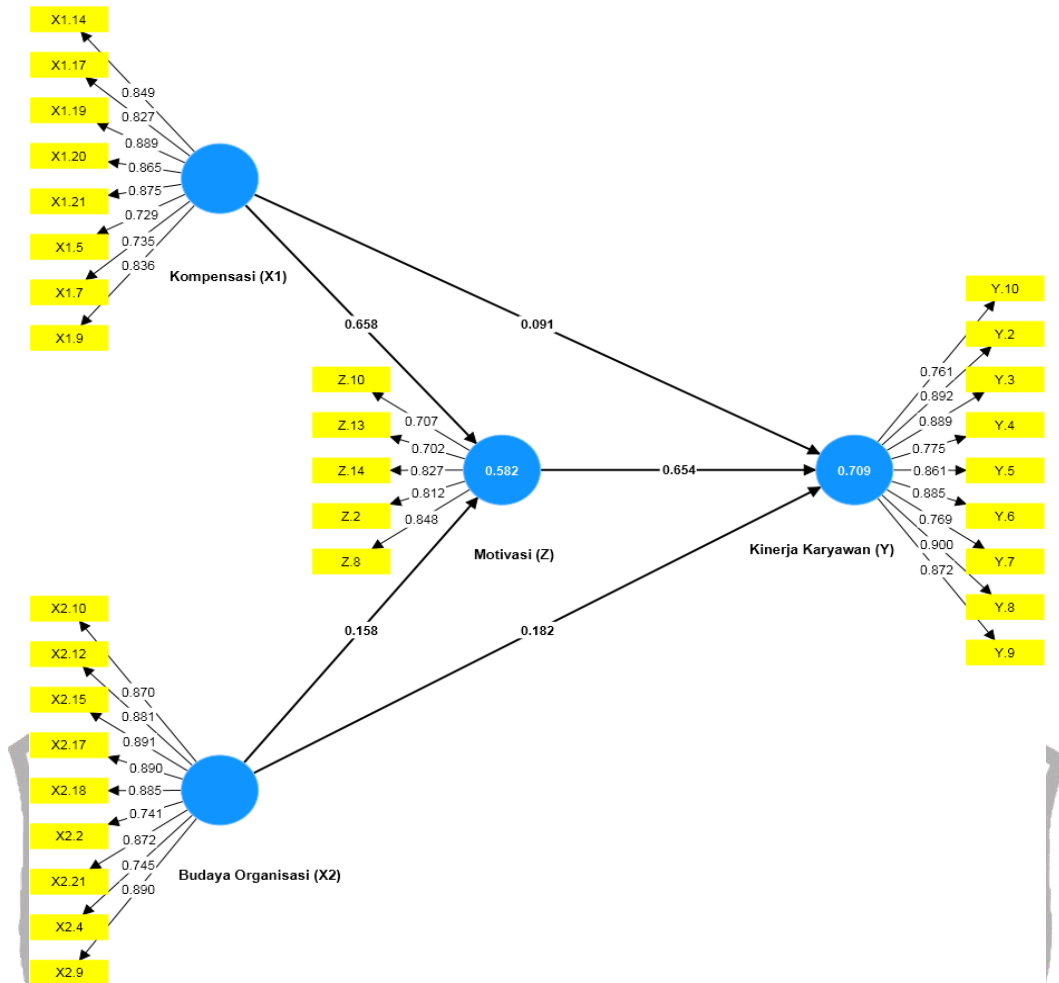 X1.14
X1.17
X1.19
X1.20
X1.21
X1.5
X1.7
X1.9
0.849
0.827
0.889
0.865
0.875
0.729
0.735
0.836
Kompensasi (X1)
0.658
0.091
Z.10
Z.13
Z.14
Z.2
Z.8
0.707
0.702
0.827
0.812
0.848
0.582
Motivasi (Z)
0.654
0.709
Kinerja Karyawan (Y)
0.761
0.892
0.889
0.775
0.861
0.885
0.769
0.900
0.872
Y.10
Y.2
Y.3
Y.4
Y.5
Y.6
Y.7
Y.8
Y.9
0.158
0.182
X2.10
X2.12
X2.15
X2.17
X2.18
X2.2
X2.21
X2.4
X2.9
0.870
0.881
0.891
0.890
0.885
0.741
0.872
0.745
0.890
Budaya Organisasi (X2)